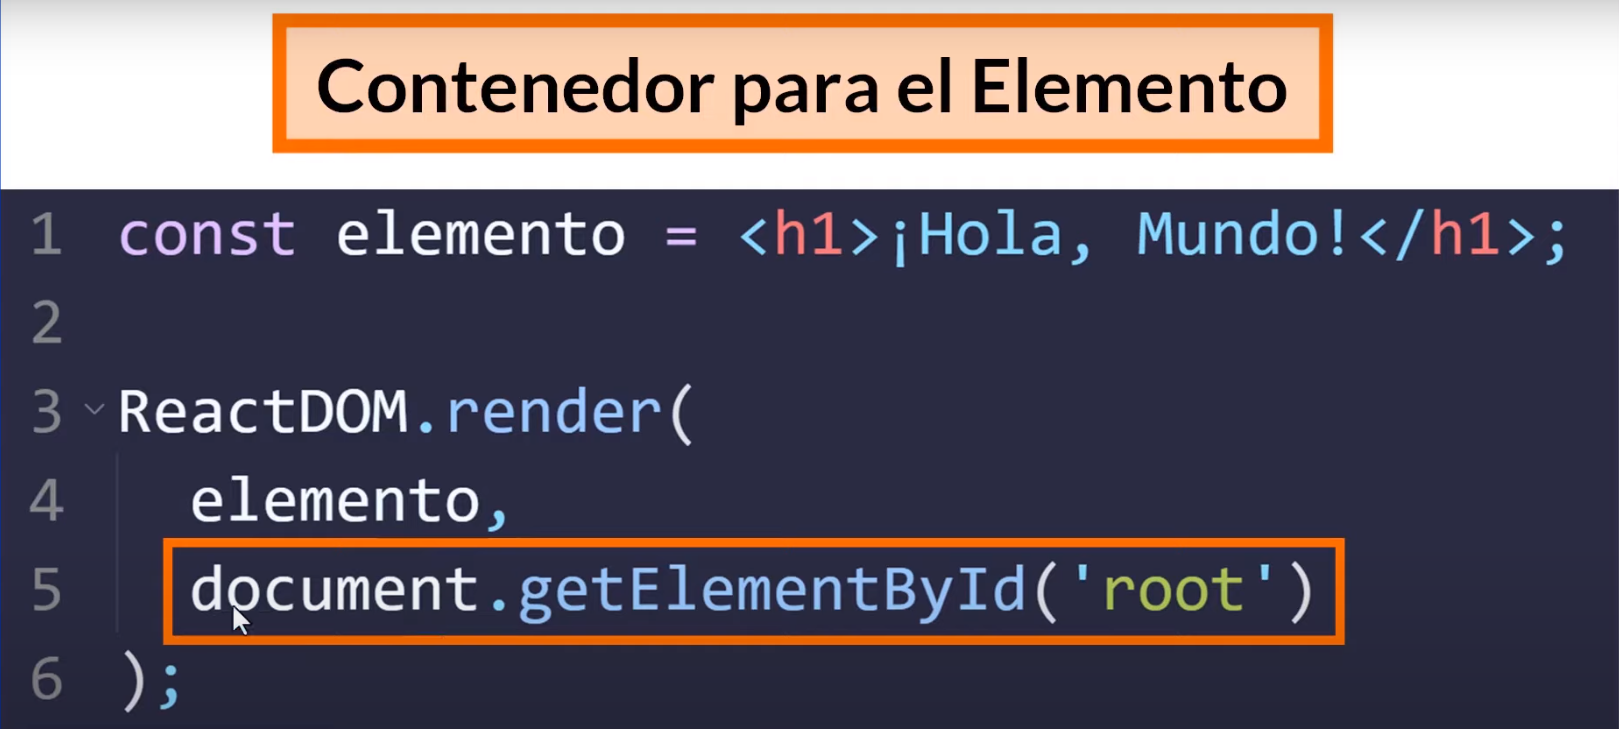 Contenedor para el Elemento
1 const elemento = <h1>¡Hola, Mundo!</h1>;
2
3 ReactDOM.render(
4 elemento,
5 document.getElementById('root')
6 );